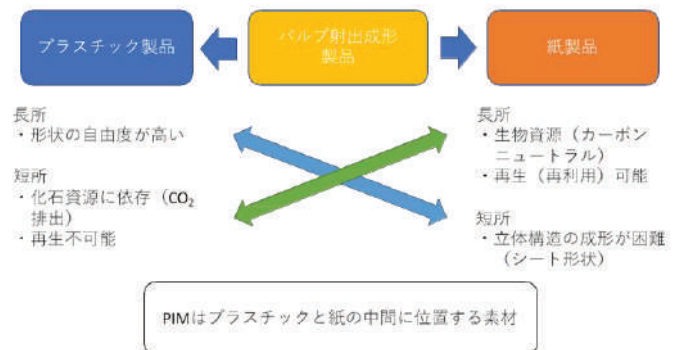 プラスチック製品
パルプ射出成形
製品
紙製品
長所
・形状の自由度が高い
短所
・化石資源に依存（CO₂
排出）
・再生不可能
長所
・生物資源（カーボン
ニュートラル）
・再生（再利用）可能
短所
・立体構造の成形が困難
（シート形状）
PIMはプラスチックと紙の中間に位置する素材